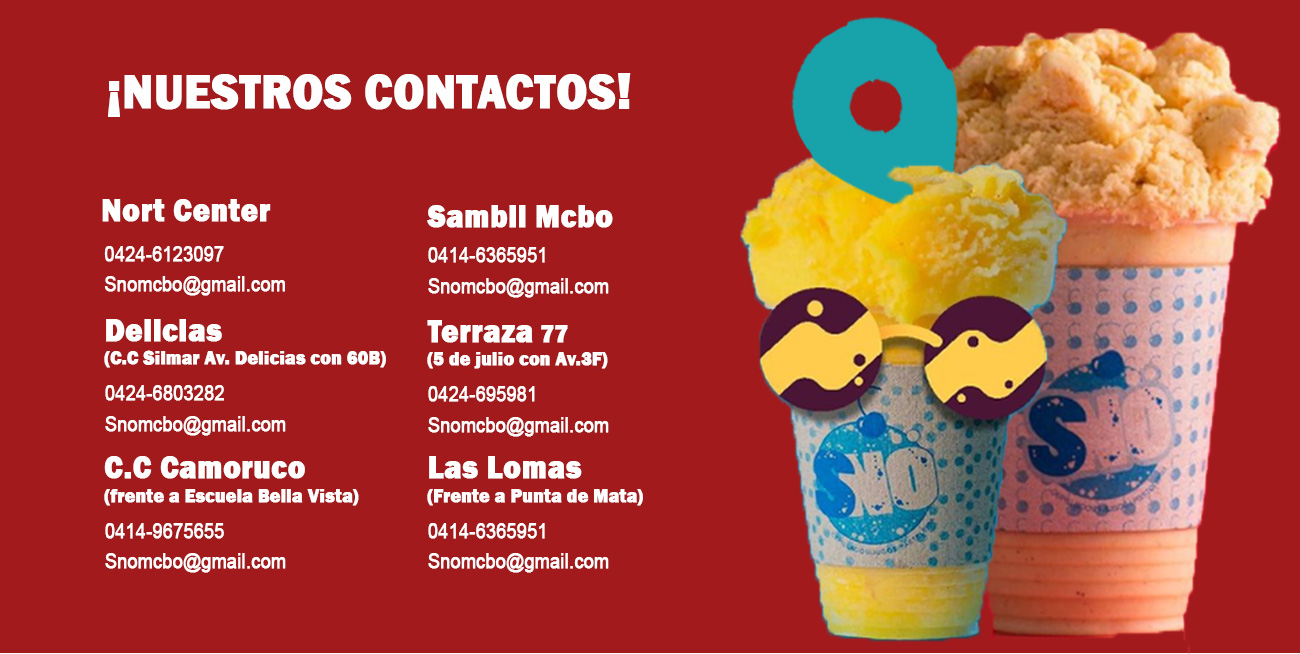 ¡NUESTROS CONTACTOS!
Nort Center
0424-6123097
Snomcbo@gmail.com
Sambil Mcbo
0414-6365951
Snomcbo@gmail.com
Delicias
(C.C Silmar Av. Delicias con 60B)
0424-6803282
Snomcbo@gmail.com
Terraza 77
(5 de julio con Av.3F)
0424-695981
Snomcbo@gmail.com
C.C Camoruco
(frente a Escuela Bella Vista)
0414-9675655
Snomcbo@gmail.com
Las Lomas
(Frente a Punta de Mata)
0414-6365951
Snomcbo@gmail.com
SNO
SNO